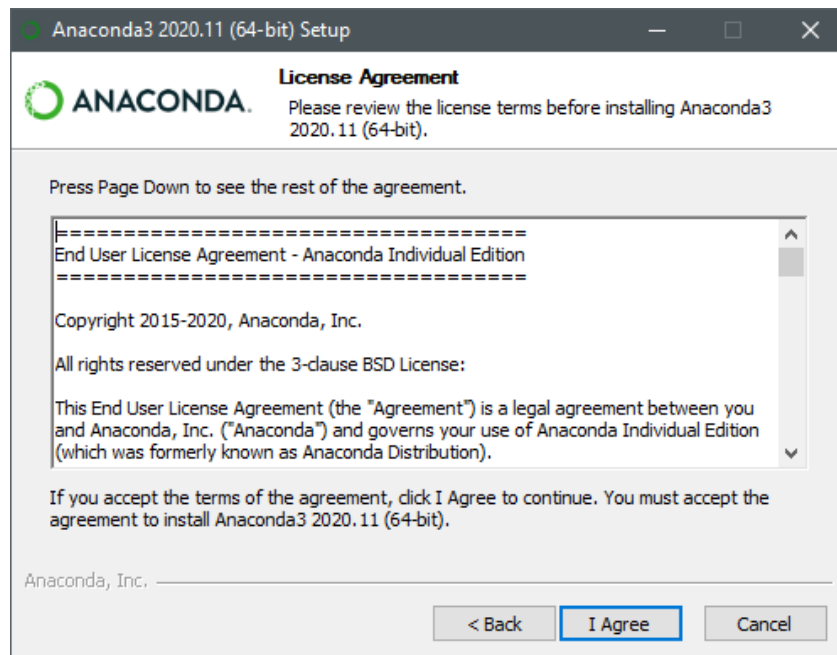 Anaconda3 2020.11 (64-bit) Setup
ANACONDA.
License Agreement
Please review the license terms before installing Anaconda3
2020.11 (64-bit).
Press Page Down to see the rest of the agreement.
===================================
End User License Agreement - Anaconda Individual Edition
===================================
Copyright 2015-2020, Anaconda, Inc.
All rights reserved under the 3-clause BSD License:
This End User License Agreement (the "Agreement") is a legal agreement between you
and Anaconda, Inc. ("Anaconda") and governs your use of Anaconda Individual Edition
(which was formerly known as Anaconda Distribution).
If you accept the terms of the agreement, click I Agree to continue. You must accept the
agreement to install Anaconda3 2020.11 (64-bit).
Anaconda, Inc.
< Back
I Agree
Cancel